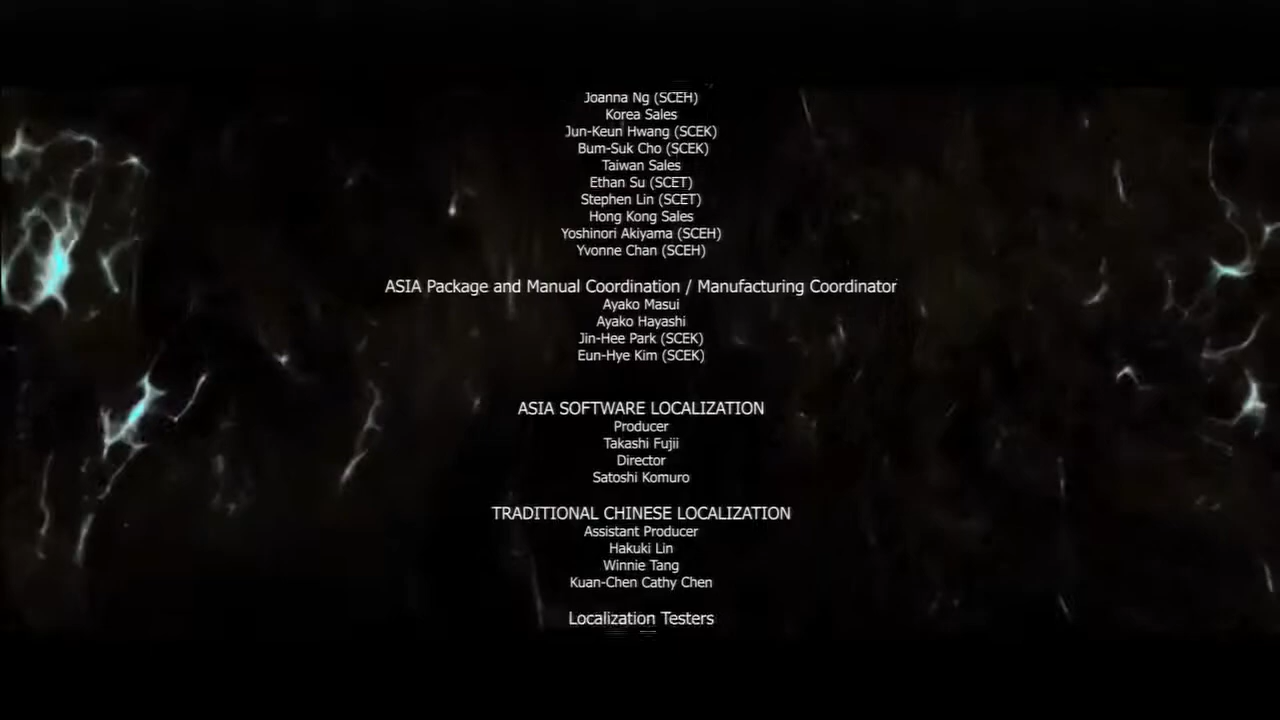 Joanna Ng (SCEH)
Korea Sales
Jun-Keun Hwang (SCEK)
Bum-Suk Cho (SCEK)
Taiwan Sales
Ethan Su (SCET)
Stephen Lin (SCET)
Hong Kong Sales
Yoshinori Akiyama (SCEH)
Yvonne Chan (SCEH)
ASIA Package and Manual Coordination / Manufacturing Coordinator
Ayako Masui
Ayako Hayashi
Jin-Hee Park (SCEK)
Eun-Hye Kim (SCEK)
ASIA SOFTWARE LOCALIZATION
Producer
Takashi Fujii
Director
Satoshi Komuro
TRADITIONAL CHINESE LOCALIZATION
Assistant Producer
Hakuki Lin
Winnie Tang
Kuan-Chen Cathy Chen
Localization Testers